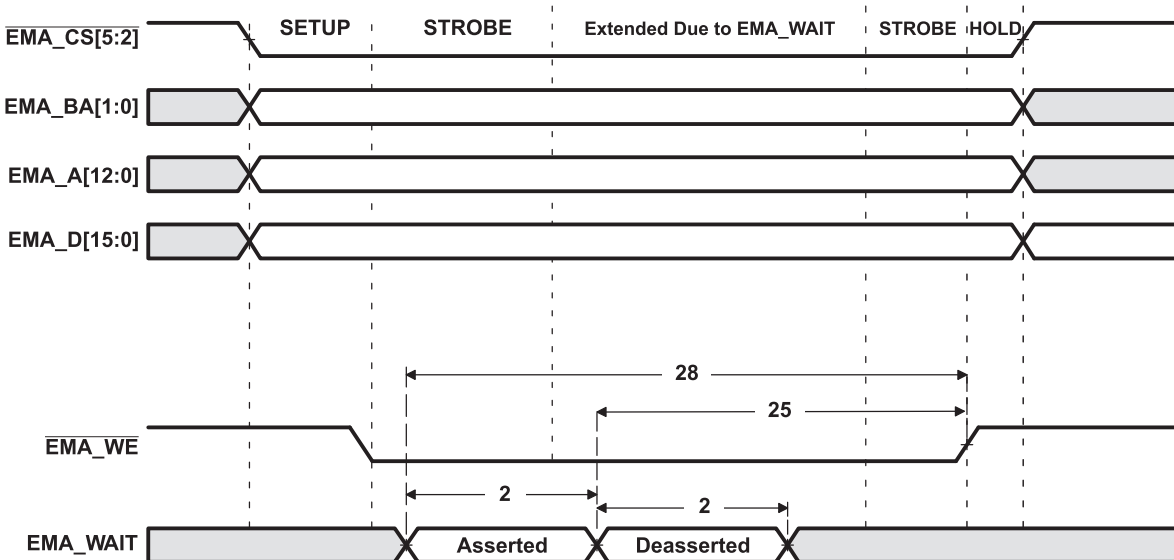 EMA_CS[5:2] SETUP STROBE Extended Due to EMA_WAIT STROBE HOLD
EMA_BA[1:0]
EMA_A[12:0]
EMA_D[15:0]
28
25
EMA_WE
2
2
EMA_WAIT Asserted Deasserted